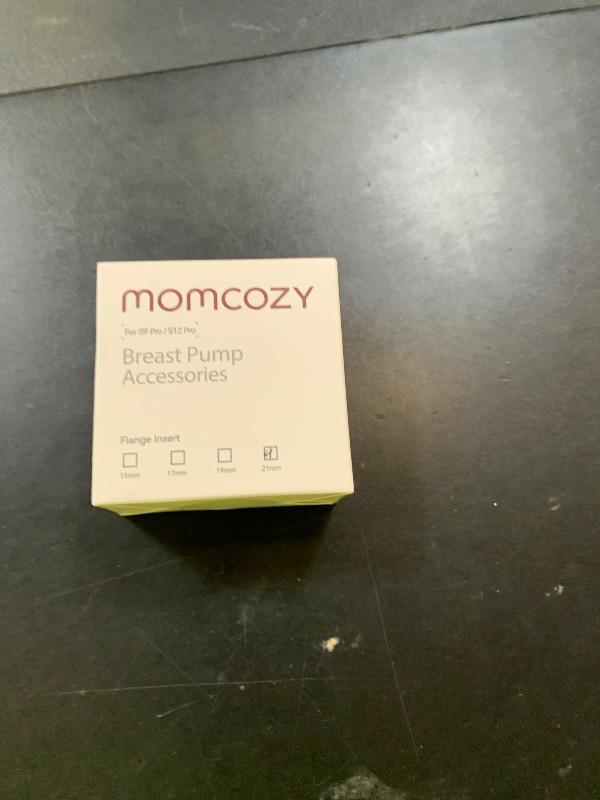 momcozy
For S9 Pro / S12 Pro
Breast Pump
Accessories
Flange Insert
15mm 17mm 19mm 21mm